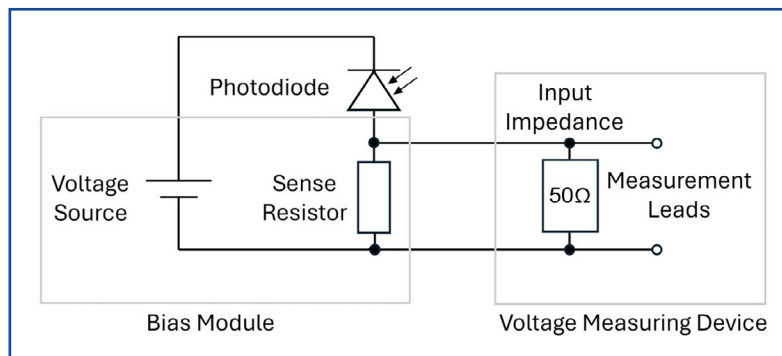 Photodiode
Input
Impedance
Voltage
Source
Sense
Resistor
50Ω
Measurement
Leads
Bias Module
Voltage Measuring Device